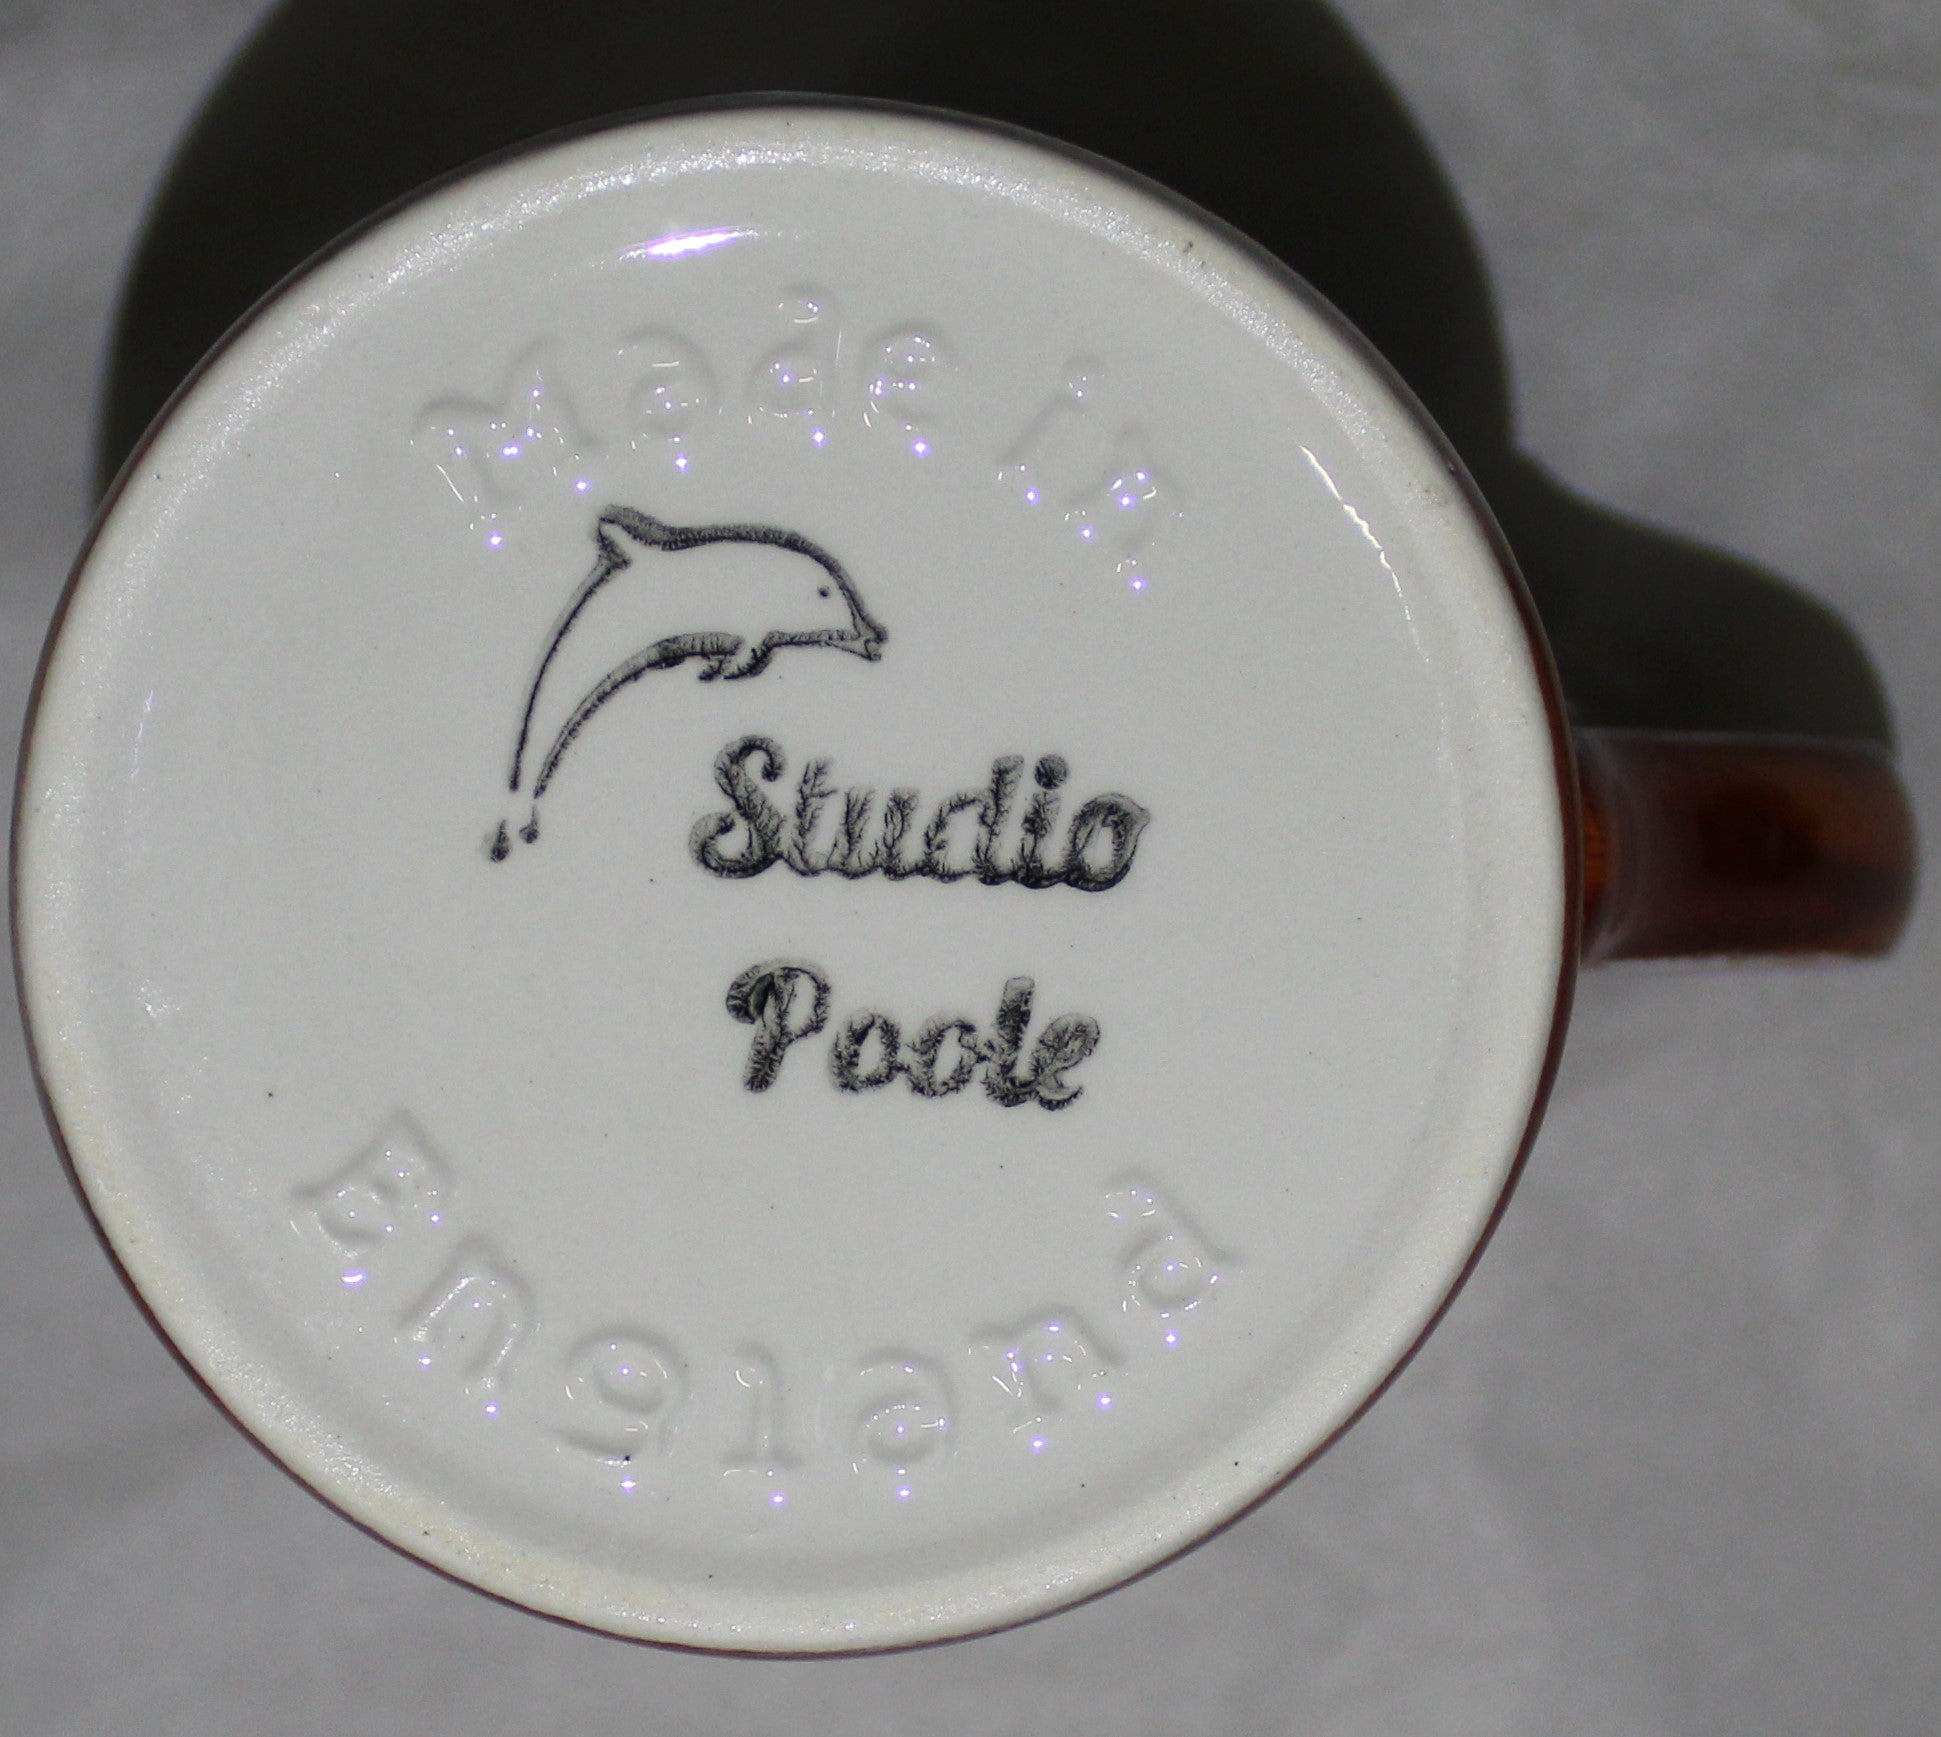 Made in
Studio
Poole
England